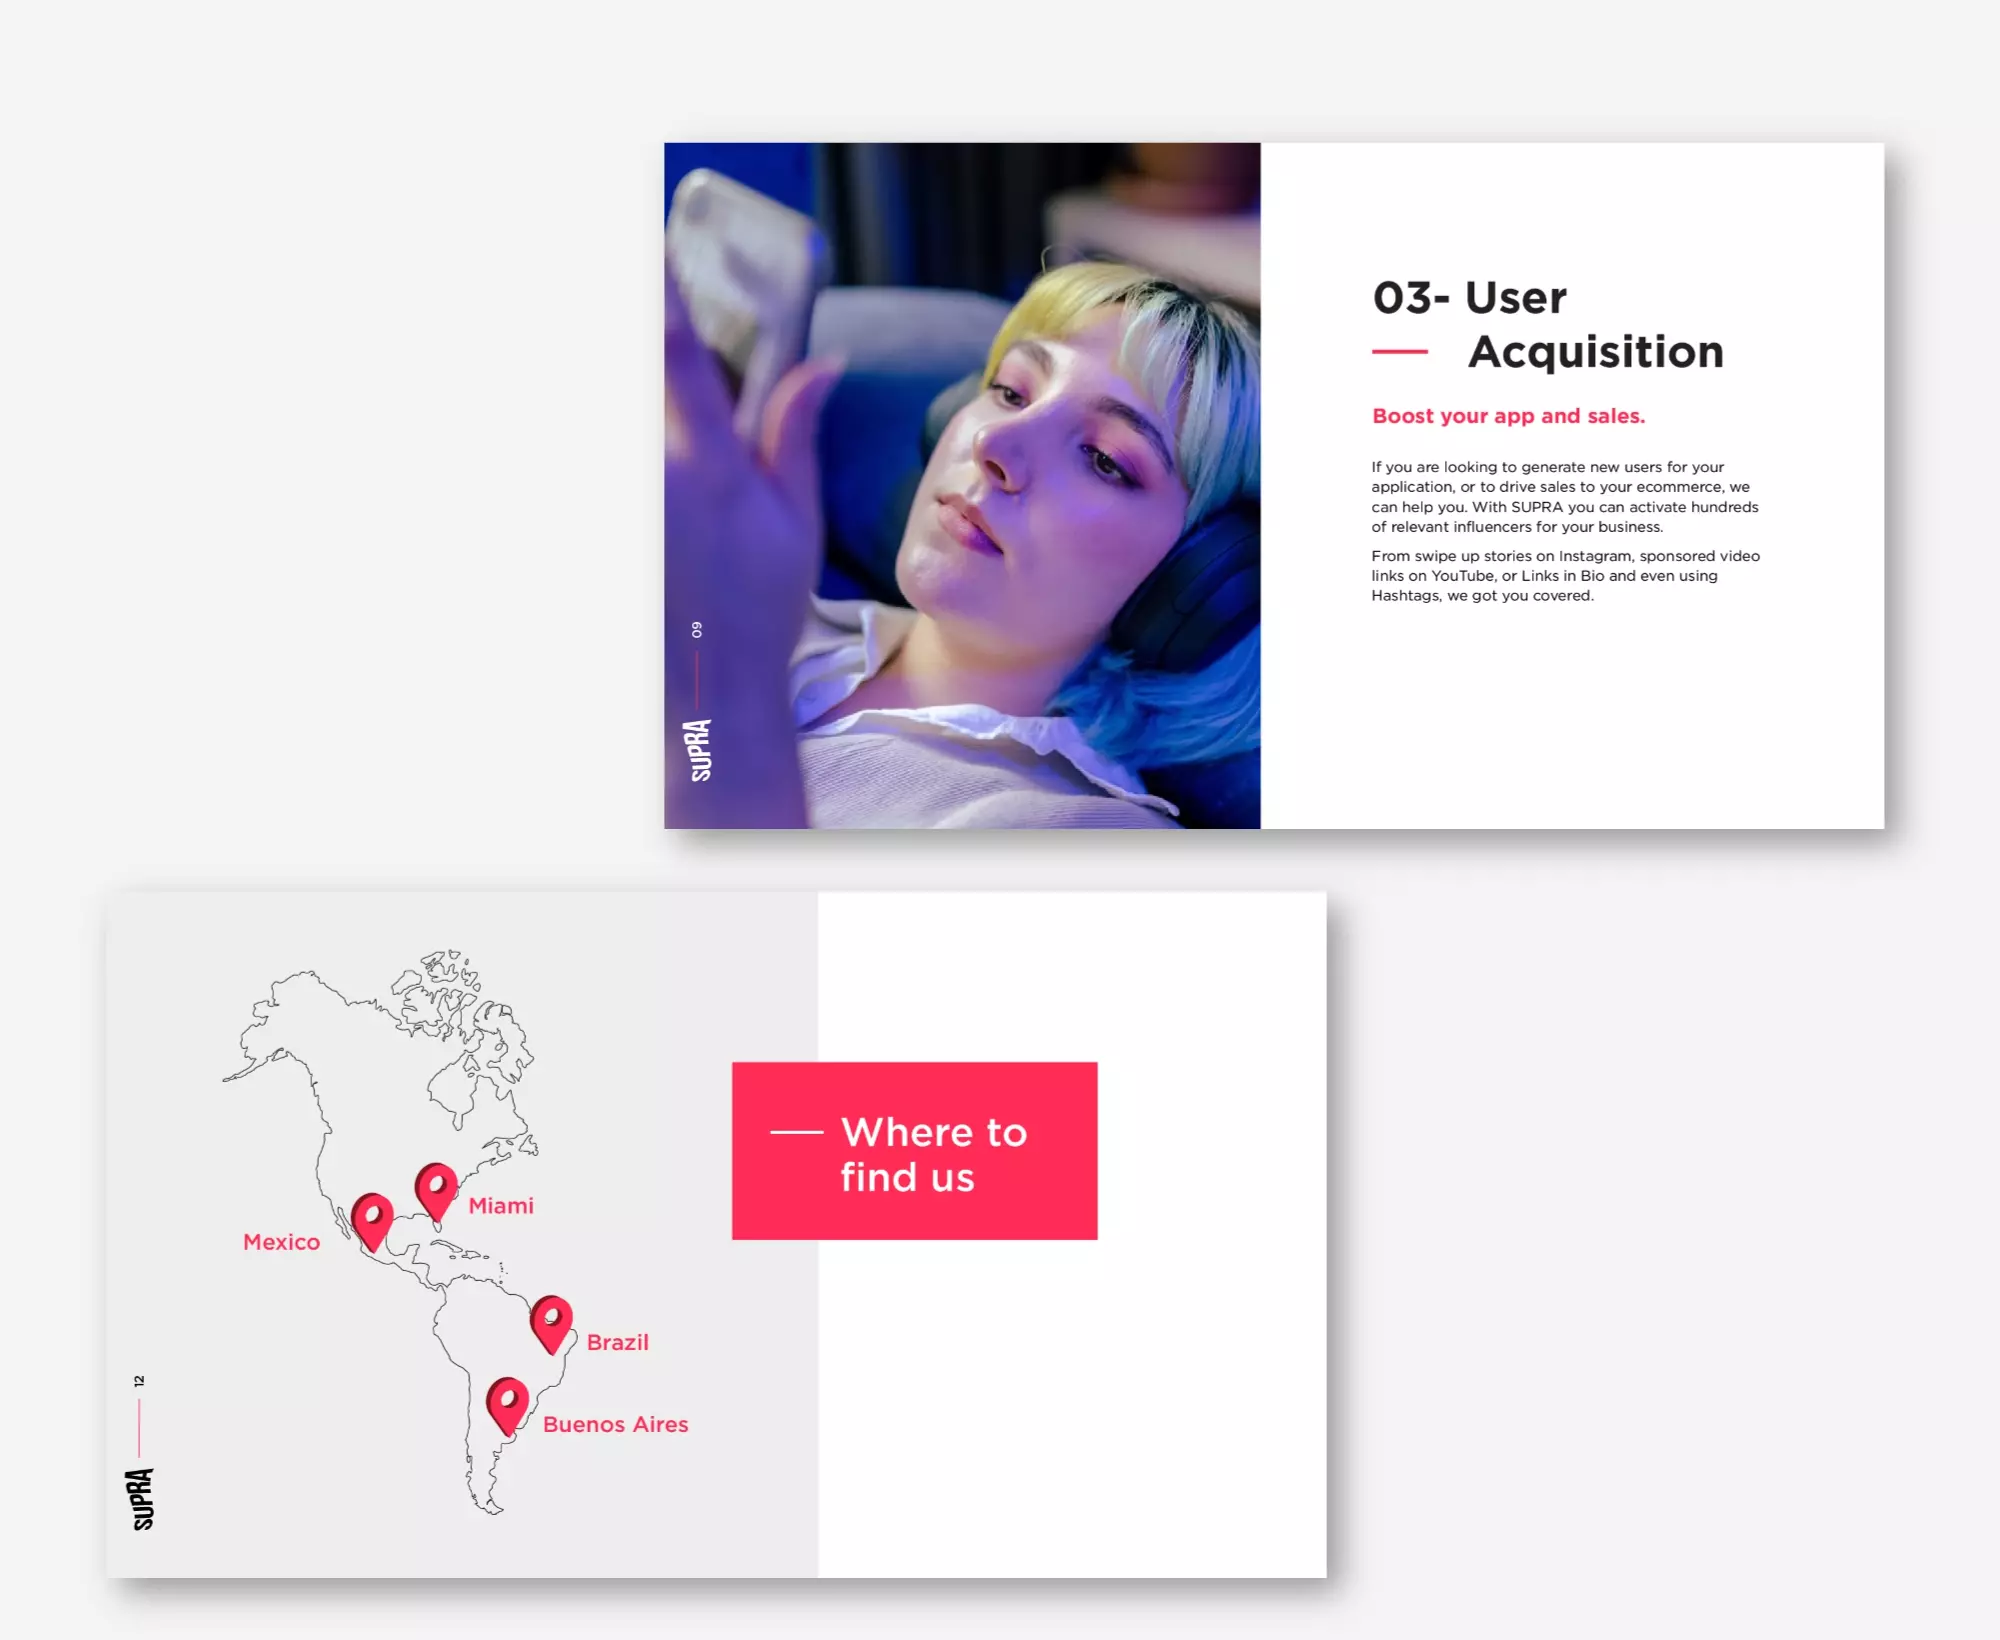 03- User
Acquisition
Boost your app and sales.
If you are looking to generate new users for your
application, or to drive sales to your ecommerce, we
can help you. With SUPRA you can activate hundreds
of relevant influencers for your business.
From swipe up stories on Instagram, sponsored video
links on YouTube, or Links in Bio and even using
Hashtags, we got you covered.
09
SUPRA
Where to
find us
Miami
Mexico
Brazil
Buenos Aires
12
SUPRA